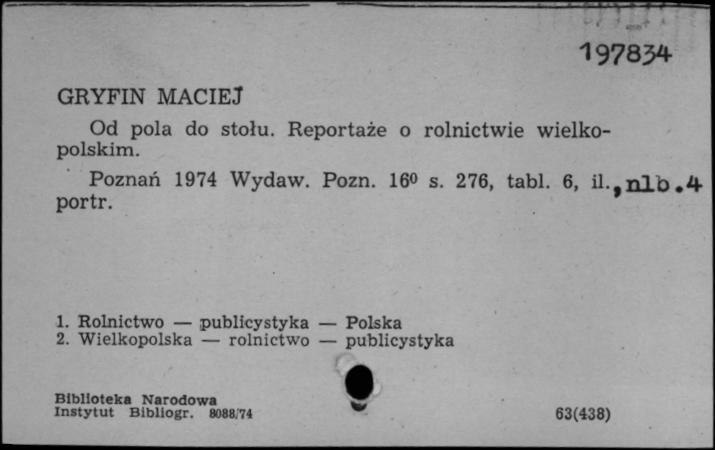 197834
GRYFIN MACIEJ
Od pola do stołu. Reportaże o rolnictwie wielko-
polskim.
Poznań 1974 Wydaw. Pozn. 16⁰ s. 276, tabl. 6, il., nlb.4
portr.
1. Rolnictwo — publicystyka — Polska
2. Wielkopolska — rolnictwo — publicystyka
Biblioteka Narodowa
Instytut Bibliogr. 8088/74
63(438)